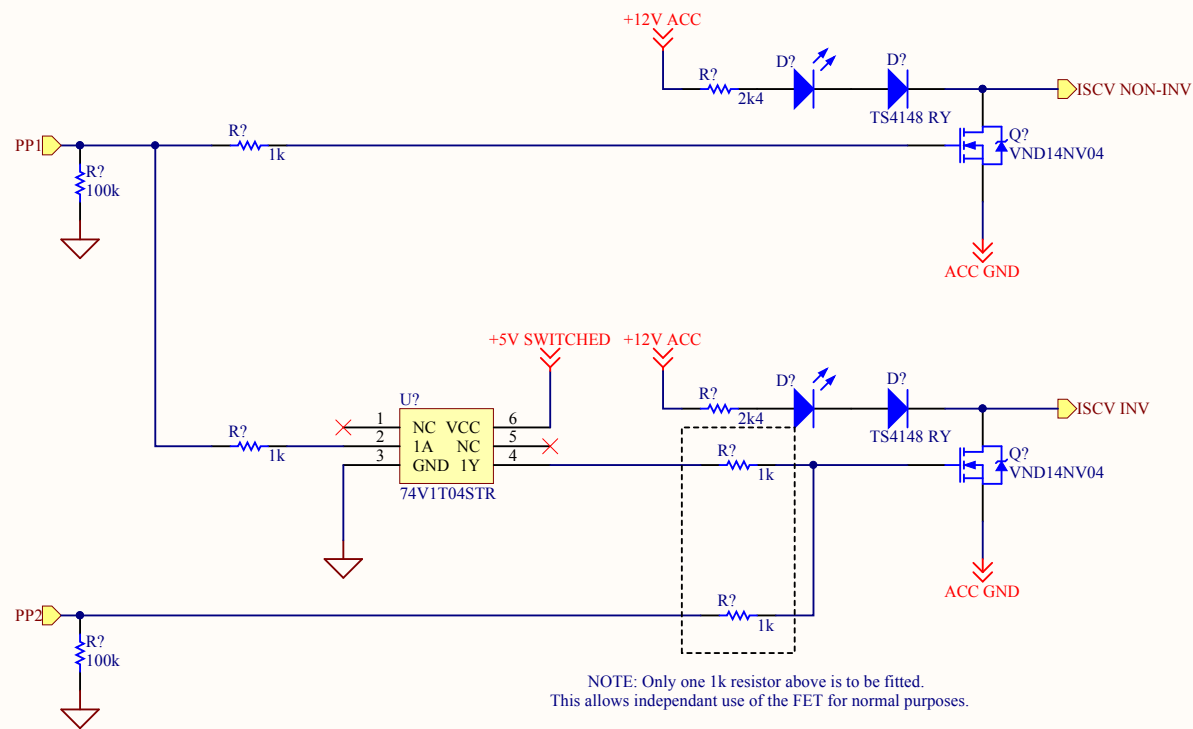 +12V ACC
R?
2k4
D?
D?
TS4148 RY
ISCV NON-INV
PP1
R?
1k
R?
100k
Q?
VND14NV04
ACC GND
+5V SWITCHED
+12V ACC
R?
2k4
D?
D?
TS4148 RY
ISCV INV
U?
1 NC VCC 6
2 1A NC 5
3 GND 1Y 4
74V1T04STR
R?
1k
R?
1k
Q?
VND14NV04
ACC GND
PP2
R?
100k
R?
1k
NOTE: Only one 1k resistor above is to be fitted.
This allows independant use of the FET for normal purposes.